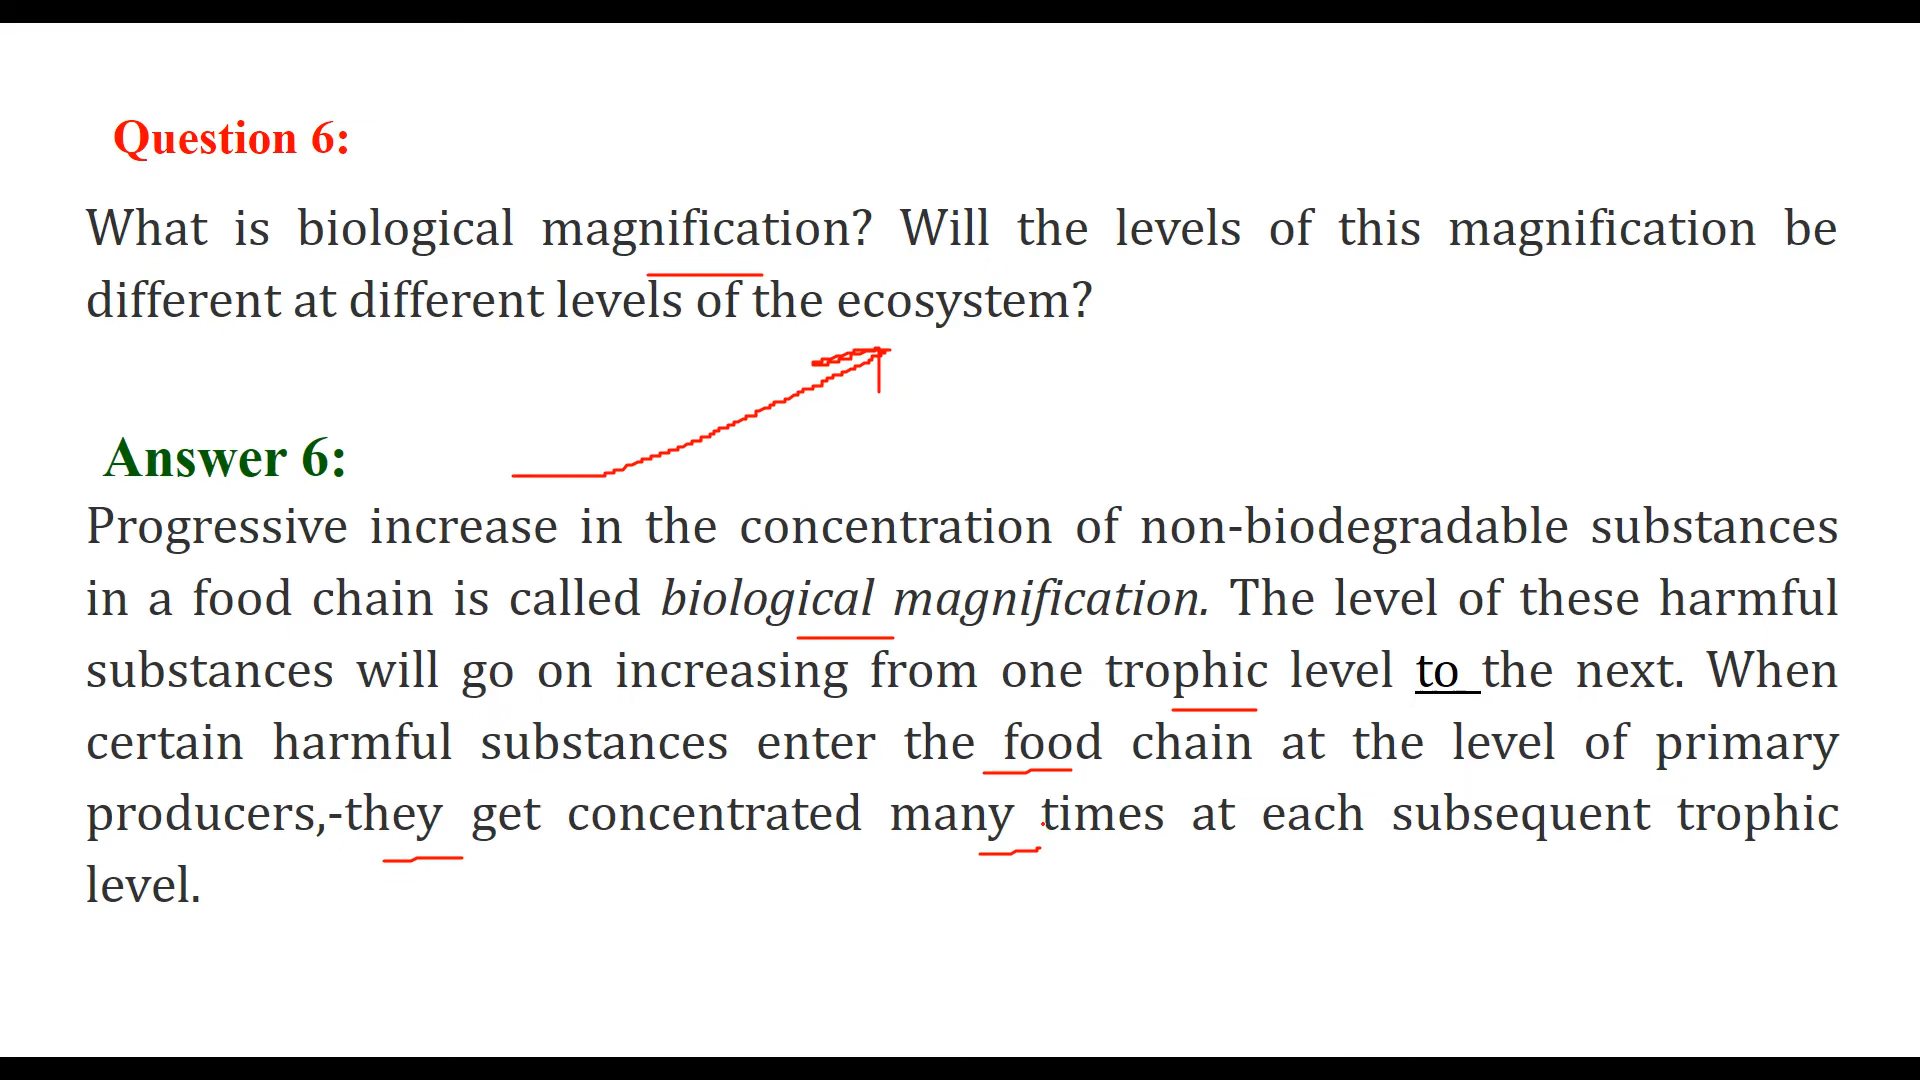 Question 6:
What is biological magnification? Will the levels of this magnification be
different at different levels of the ecosystem?
Answer 6:
Progressive increase in the concentration of non-biodegradable substances
in a food chain is called biological magnification. The level of these harmful
substances will go on increasing from one trophic level to the next. When
certain harmful substances enter the food chain at the level of primary
producers,-they get concentrated many times at each subsequent trophic
level.